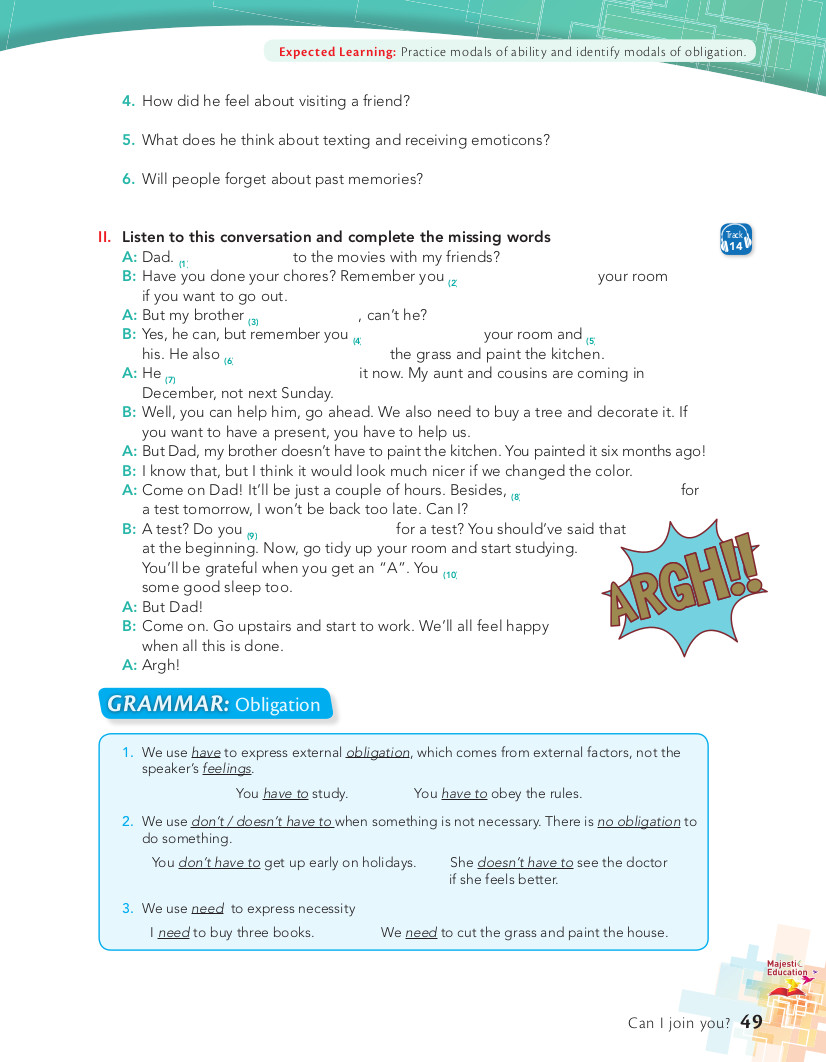 Expected Learning: Practice modals of ability and identify modals of obligation.
4. How did he feel about visiting a friend?
5. What does he think about texting and receiving emoticons?
6. Will people forget about past memories?
II. Listen to this conversation and complete the missing words
Track
14
A: Dad. (1) to the movies with my friends?
B: Have you done your chores? Remember you (2) your room
if you want to go out.
A: But my brother (3) , can't he?
B: Yes, he can, but remember you (4) your room and (5)
his. He also (6) the grass and paint the kitchen.
A: He (7) it now. My aunt and cousins are coming in
December, not next Sunday.
B: Well, you can help him, go ahead. We also need to buy a tree and decorate it. If
you want to have a present, you have to help us.
A: But Dad, my brother doesn't have to paint the kitchen. You painted it six months ago!
B: I know that, but I think it would look much nicer if we changed the color.
A: Come on Dad! It'll be just a couple of hours. Besides, (8) for
a test tomorrow, I won't be back too late. Can I?
B: A test? Do you (9) for a test? You should've said that
at the beginning. Now, go tidy up your room and start studying.
You'll be grateful when you get an "A". You (10)
some good sleep too.
A: But Dad!
B: Come on. Go upstairs and start to work. We'll all feel happy
when all this is done.
A: Argh!
ARGH!!
GRAMMAR: Obligation
1. We use have to express external obligation, which comes from external factors, not the
speaker's feelings.
You have to study. You have to obey the rules.
2. We use don't / doesn't have to when something is not necessary. There is no obligation to
do something.
You don't have to get up early on holidays. She doesn't have to see the doctor
if she feels better.
3. We use need to express necessity
I need to buy three books. We need to cut the grass and paint the house.
Majestic
Education
Can I join you? 49